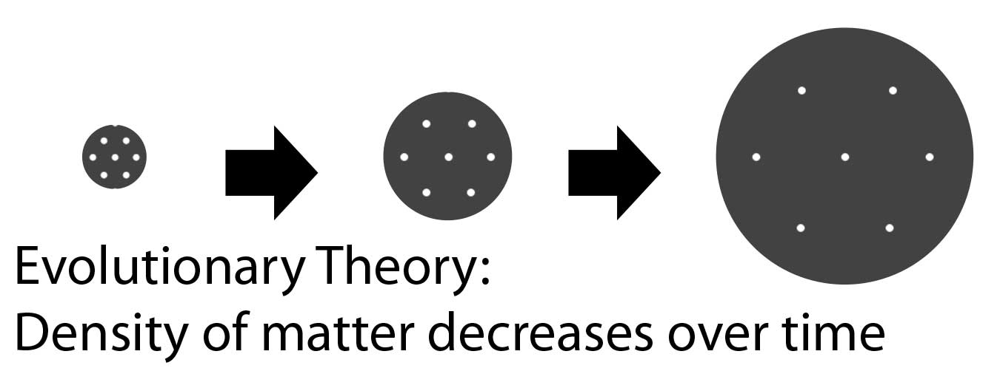 Evolutionary Theory:
Density of matter decreases over time